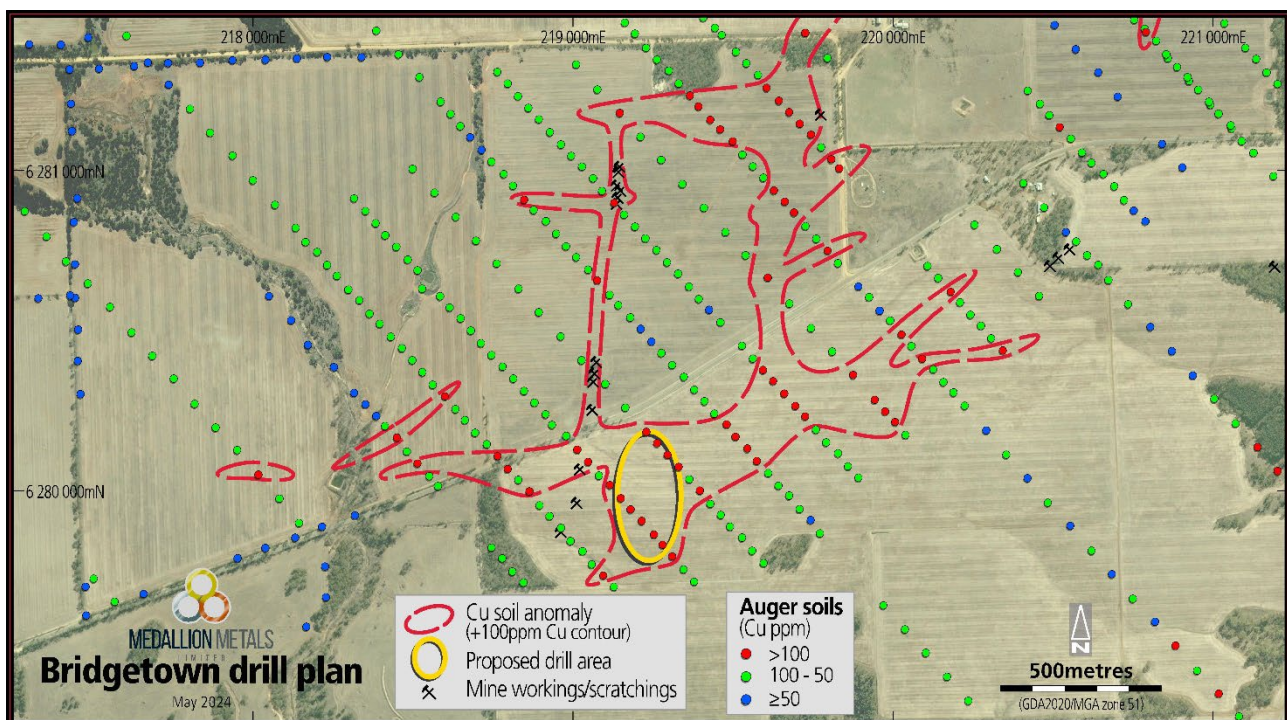 218 000mE
219 000mE
220 000mE
221 000mE
6 281 000mN
6 280 000mN
MEDALLION METALS
LIMITED
Bridgetown drill plan
May 2024
Cu soil anomaly
(+100ppm Cu contour)
Proposed drill area
Mine workings/scratchings
Auger soils
(Cu ppm)
>100
100 - 50
≥50
N
500metres
(GDA2020/MGA zone 51)